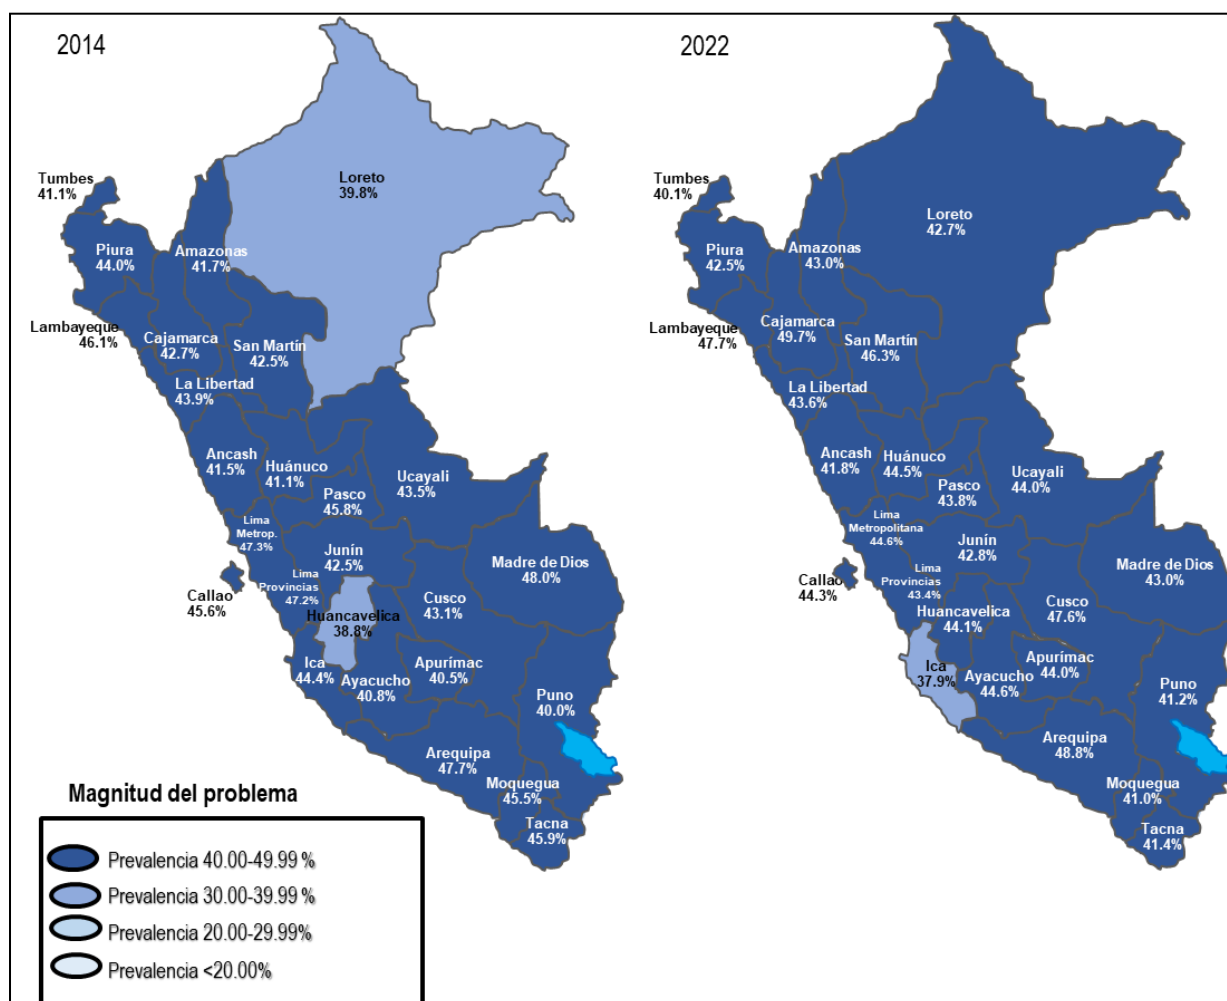 2014
Tumbes
41.1%
Loreto
39.8%
Piura
44.0%
Amazonas
41.7%
Lambayeque
46.1%
Cajamarca
42.7%
San Martín
42.5%
La Libertad
43.9%
Ancash
41.5%
Huánuco
41.1%
Ucayali
43.5%
Pasco
45.8%
Lima
Metrop.
47.3%
Junín
42.5%
Madre de Dios
48.0%
Callao
45.6%
Lima
Provincias
47.2%
Cusco
43.1%
Huancavelica
38.8%
Ica
44.4%
Ayacucho
40.8%
Apurímac
40.5%
Puno
40.0%
Arequipa
47.7%
Moquegua
45.5%
Tacna
45.9%
2022
Tumbes
40.1%
Loreto
42.7%
Piura
42.5%
Amazonas
43.0%
Lambayeque
47.7%
Cajamarca
49.7%
San Martín
46.3%
La Libertad
43.6%
Ancash
41.8%
Huánuco
44.5%
Ucayali
44.0%
Pasco
43.8%
Lima
Metropolitana
44.6%
Junín
42.8%
Madre de Dios
43.0%
Callao
44.3%
Lima
Provincias
43.4%
Cusco
47.6%
Huancavelica
44.1%
Ica
37.9%
Ayacucho
44.6%
Apurímac
44.0%
Puno
41.2%
Arequipa
48.8%
Moquegua
41.0%
Tacna
41.4%
Magnitud del problema
Prevalencia 40.00-49.99 %
Prevalencia 30.00-39.99 %
Prevalencia 20.00-29.99%
Prevalencia <20.00%